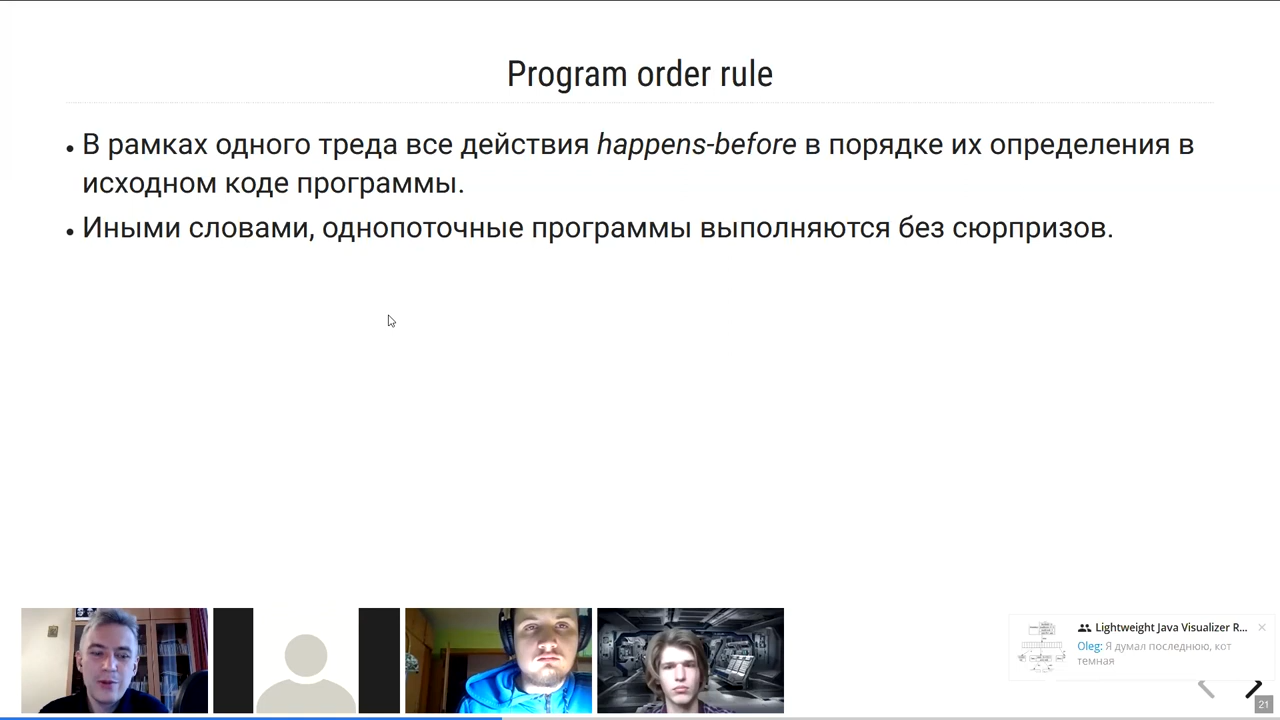 Program order rule
• В рамках одного треда все действия happens-before в порядке их определения в
исходном коде программы.
• Иными словами, однопоточные программы выполняются без сюрпризов.
Lightweight Java Visualizer R...
Oleg: Я думал последнюю, кот
темная
21